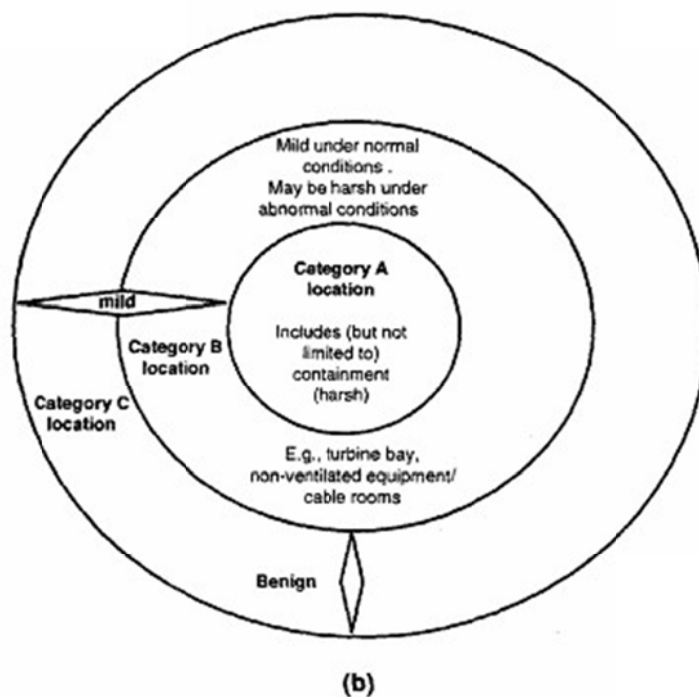 Mild under normal
conditions .
May be harsh under
abnormal conditions
Category A
location
Includes (but not
limited to)
containment
(harsh)
mild
Category B
location
Category C
location
E.g., turbine bay,
non-ventilated equipment/
cable rooms
Benign
(b)